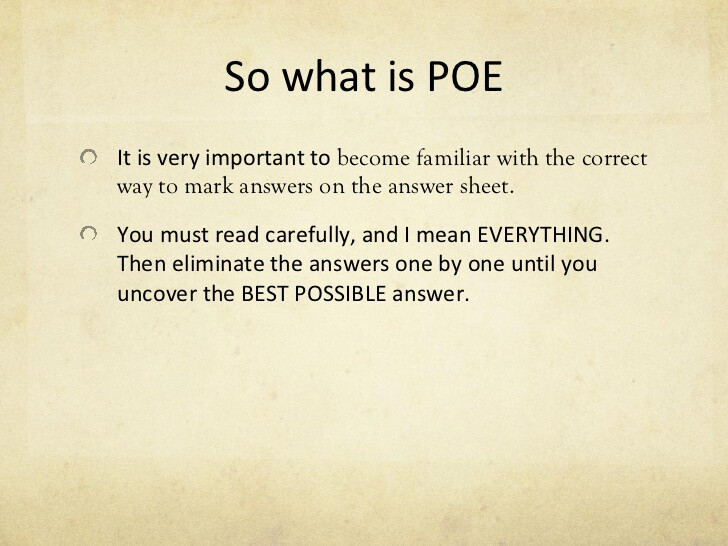 So what is POE
It is very important to become familiar with the correct
way to mark answers on the answer sheet.
You must read carefully, and I mean EVERYTHING.
Then eliminate the answers one by one until you
uncover the BEST POSSIBLE answer.